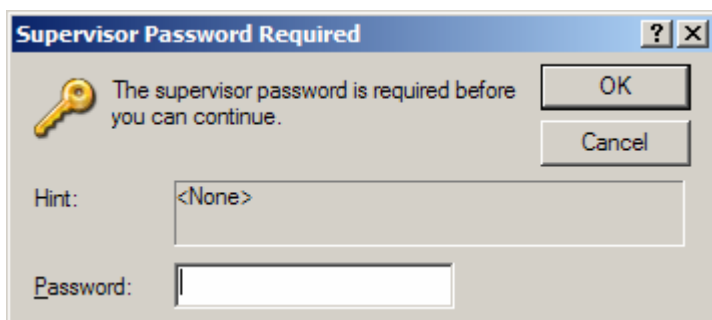 Supervisor Password Required
The supervisor password is required before
you can continue.
OK
Cancel
Hint:
<None>
Password: